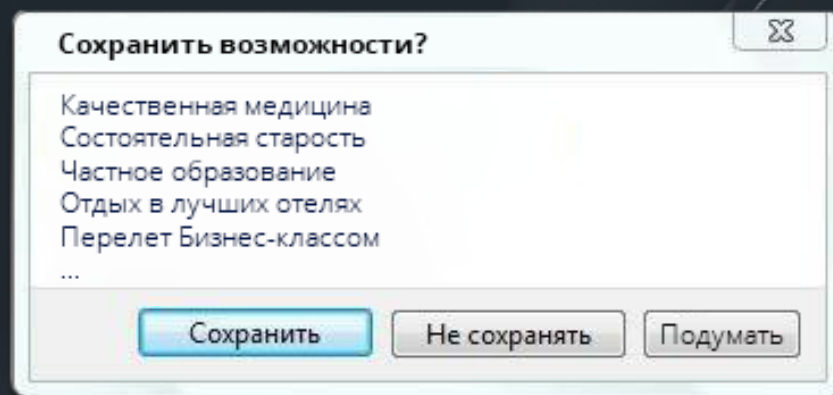 Сохранить возможности?
Качественная медицина
Состоятельная старость
Частное образование
Отдых в лучших отелях
Перелет Бизнес-классом
...
Сохранить Не сохранять Подумать